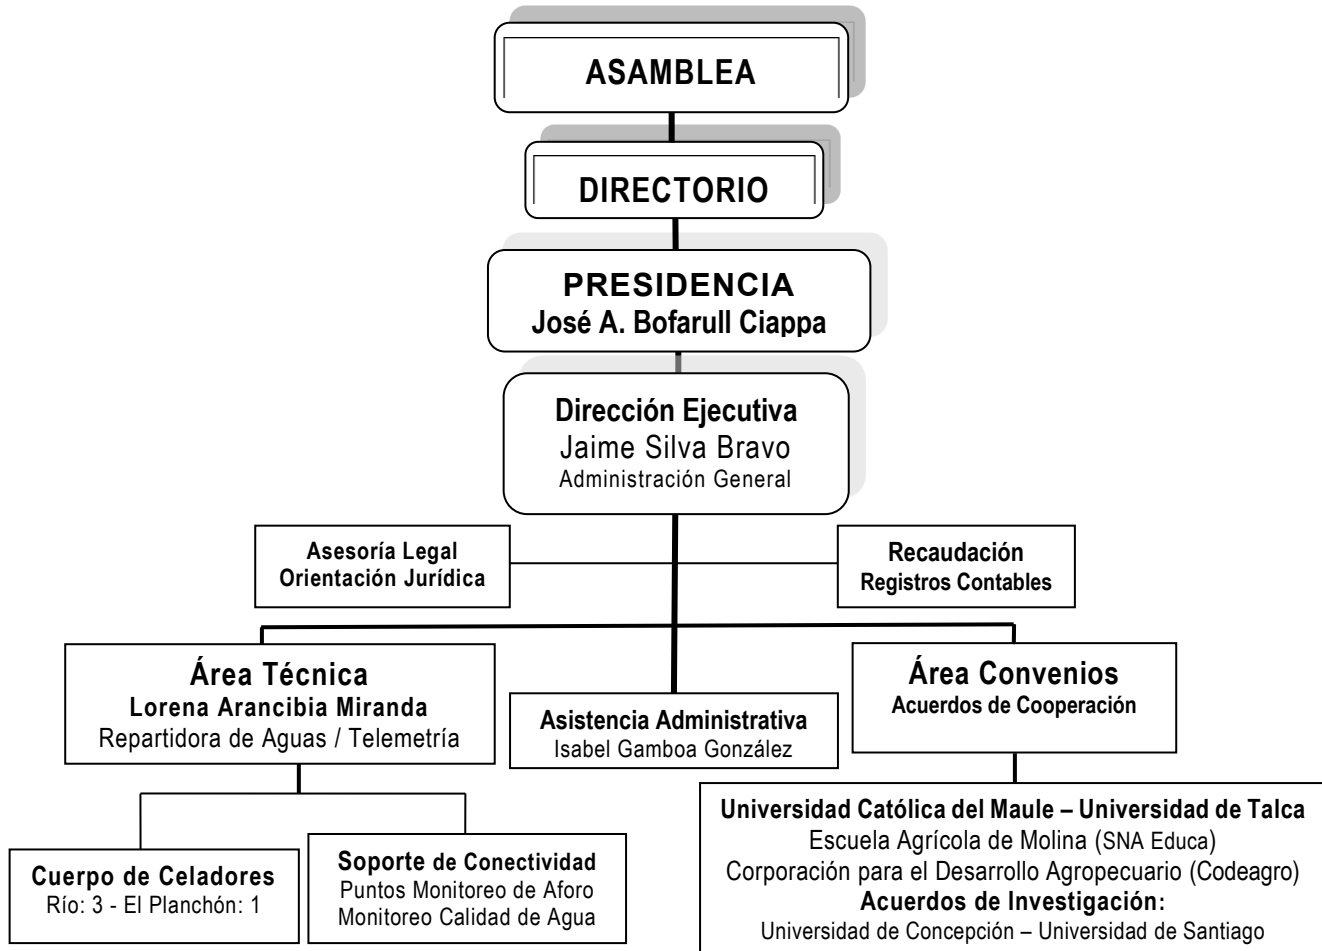 ASAMBLEA
DIRECTORIO
PRESIDENCIA
José A. Bofarull Ciappa
Dirección Ejecutiva
Jaime Silva Bravo
Administración General
Asesoría Legal
Orientación Jurídica
Recaudación
Registros Contables
Área Técnica
Lorena Arancibia Miranda
Repartidora de Aguas / Telemetría
Asistencia Administrativa
Isabel Gamboa González
Área Convenios
Acuerdos de Cooperación
Cuerpo de Celadores
Río: 3 - El Planchón: 1
Soporte de Conectividad
Puntos Monitoreo de Aforo
Monitoreo Calidad de Agua
Universidad Católica del Maule – Universidad de Talca
Escuela Agrícola de Molina (SNA Educa)
Corporación para el Desarrollo Agropecuario (Codeagro)
Acuerdos de Investigación:
Universidad de Concepción – Universidad de Santiago